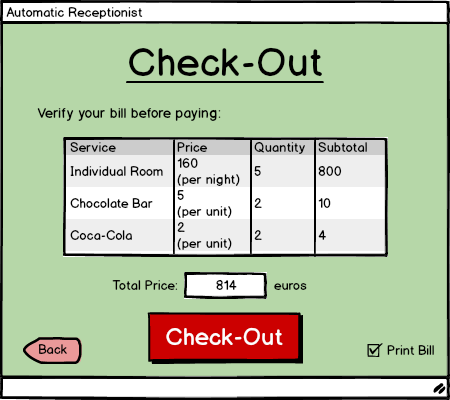 Automatic Receptionist
Check-Out
Verify your bill before paying:
Service Price Quantity Subtotal
Individual Room 160 (per night) 5 800
Chocolate Bar 5 (per unit) 2 10
Coca-Cola 2 (per unit) 2 4
Total Price: 814 euros
Check-Out
Back
Print Bill